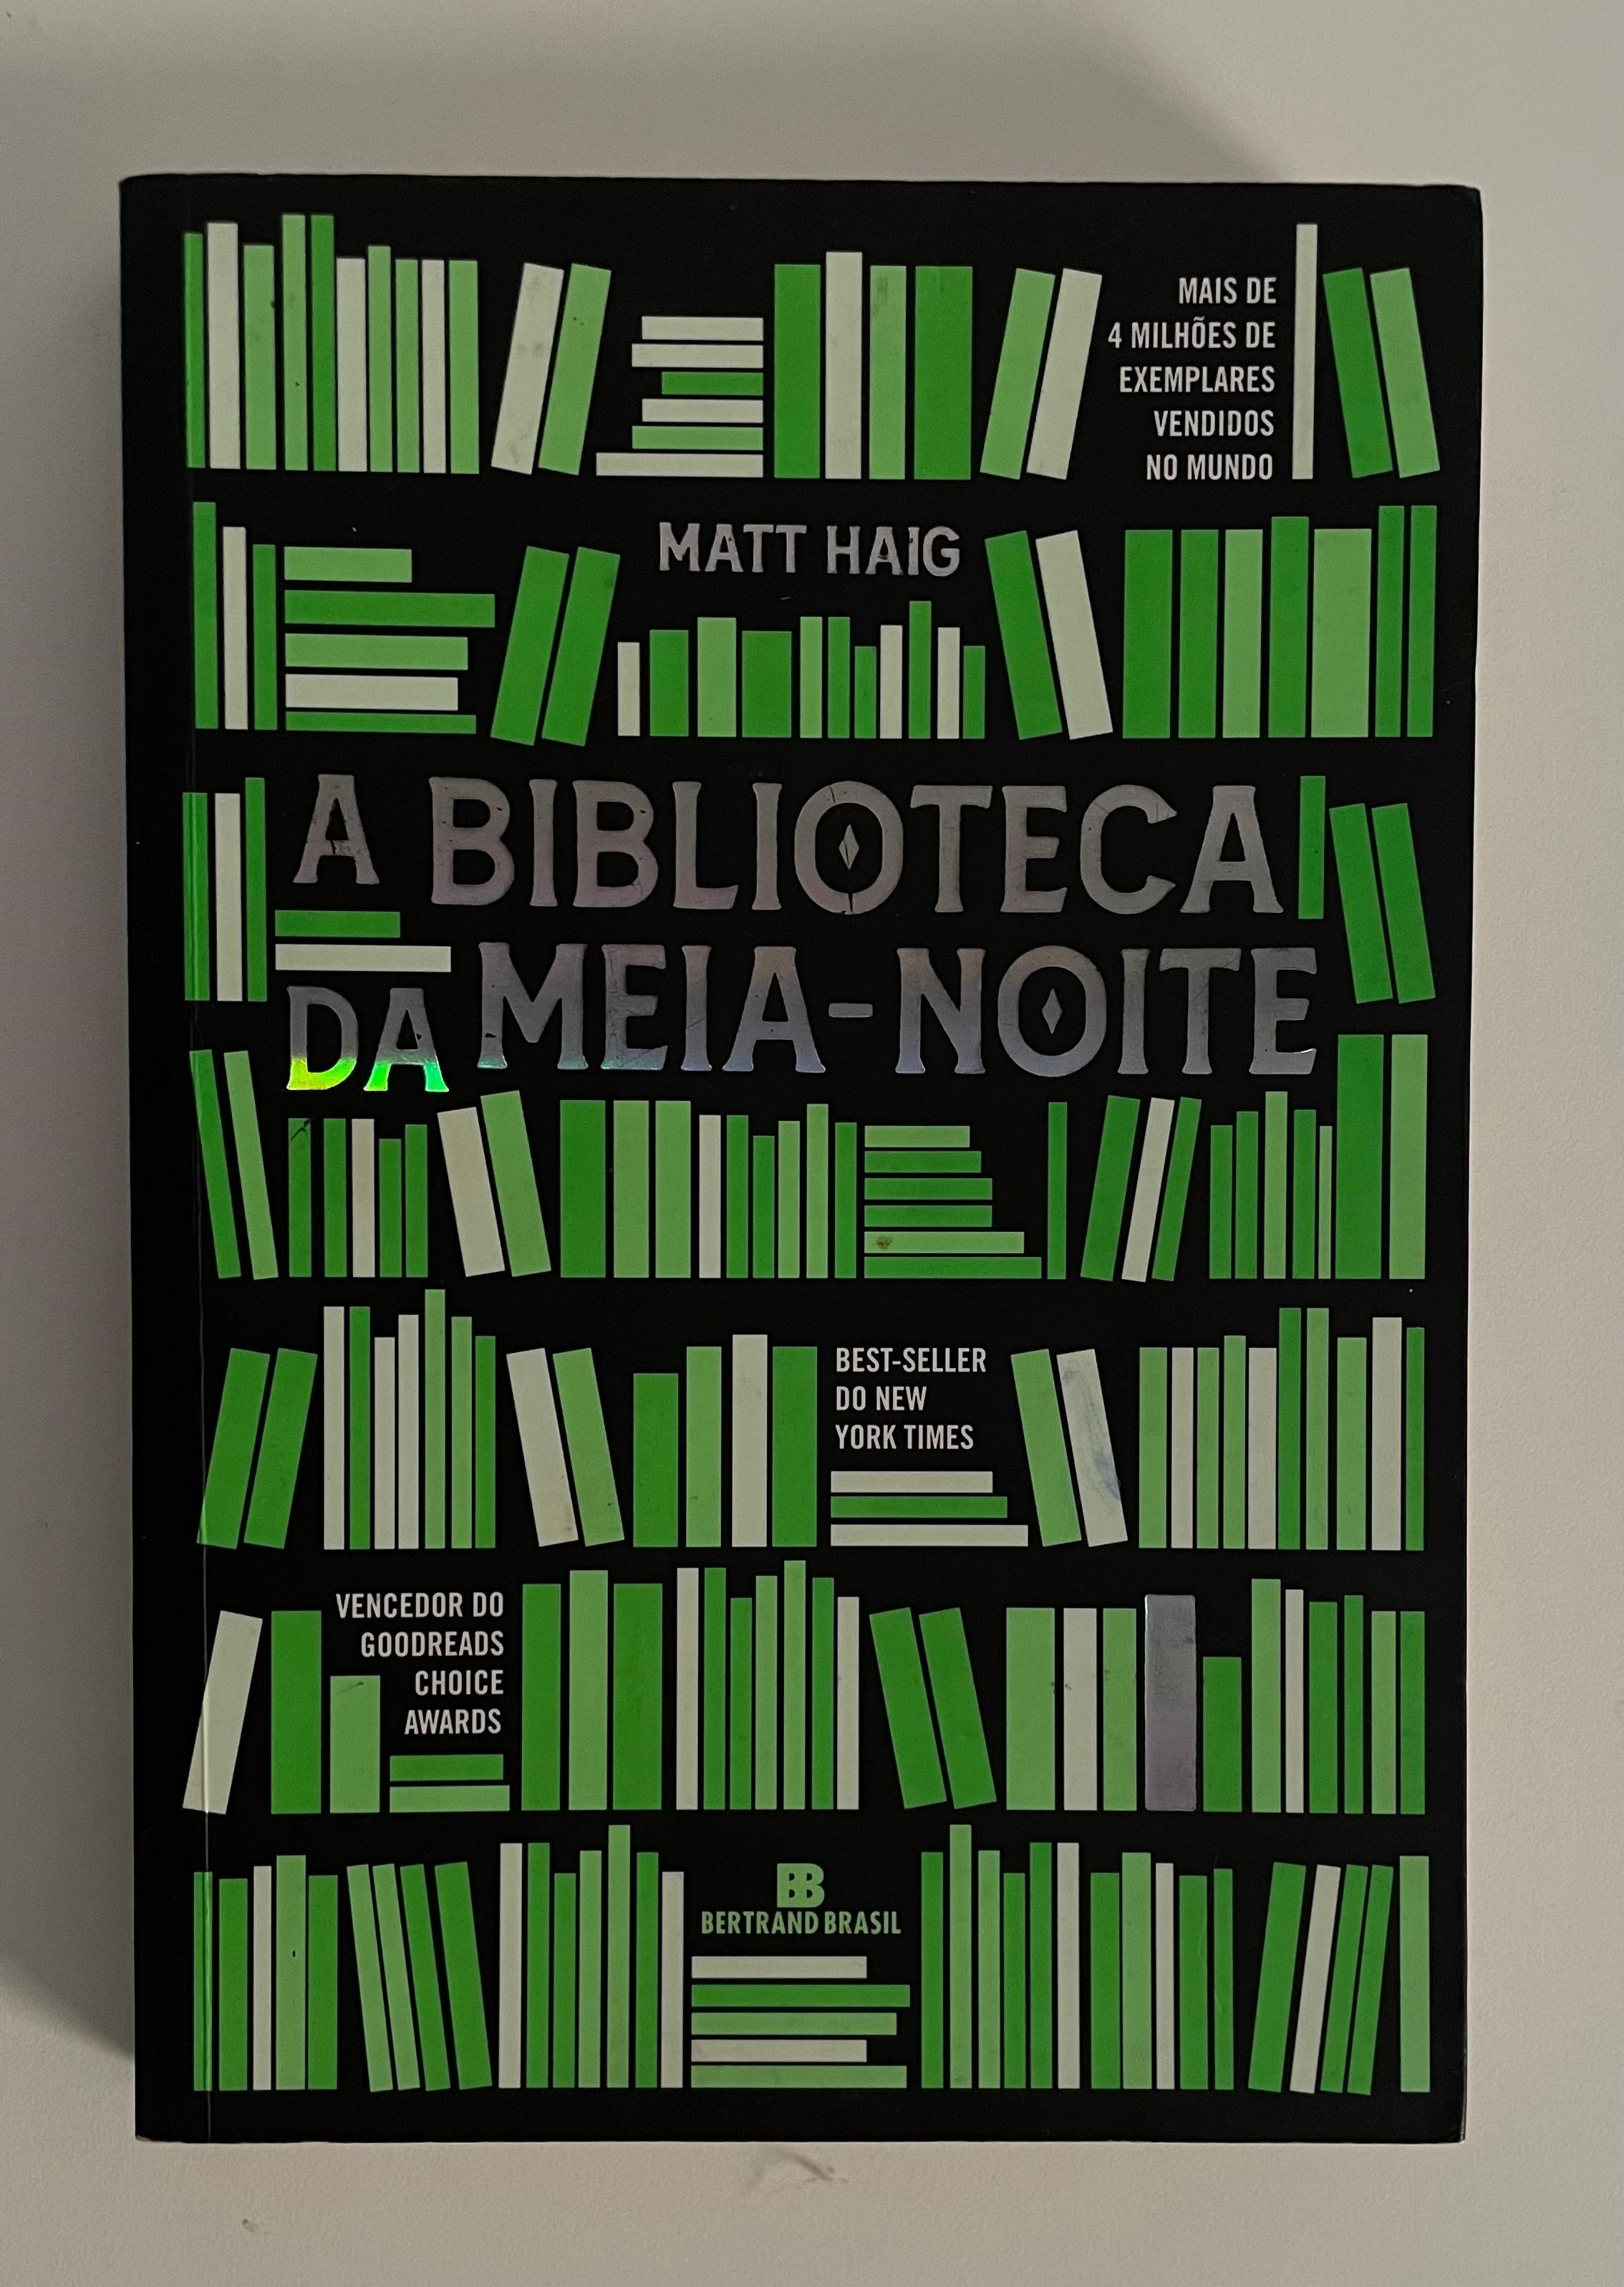 MAIS DE
4 MILHÕES DE
EXEMPLARES
VENDIDOS
NO MUNDO
MATT HAIG
A BIBLIOTECA
DA MEIA-NOITE
BEST-SELLER
DO NEW
YORK TIMES
VENCEDOR DO
GOODREADS
CHOICE
AWARDS
BB
BERTRAND BRASIL